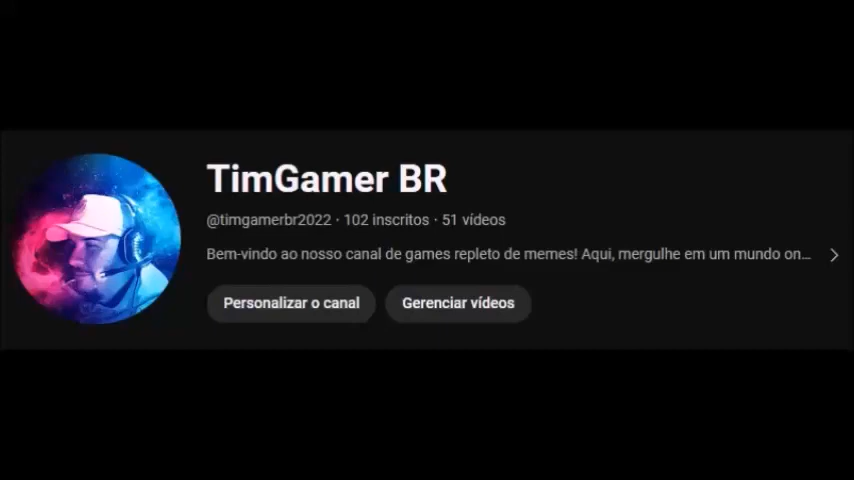 TimGamer BR
@timgamerbr2022 · 102 inscritos · 51 vídeos
Bem-vindo ao nosso canal de games repleto de memes! Aqui, mergulhe em um mundo on...
Personalizar o canal Gerenciar vídeos